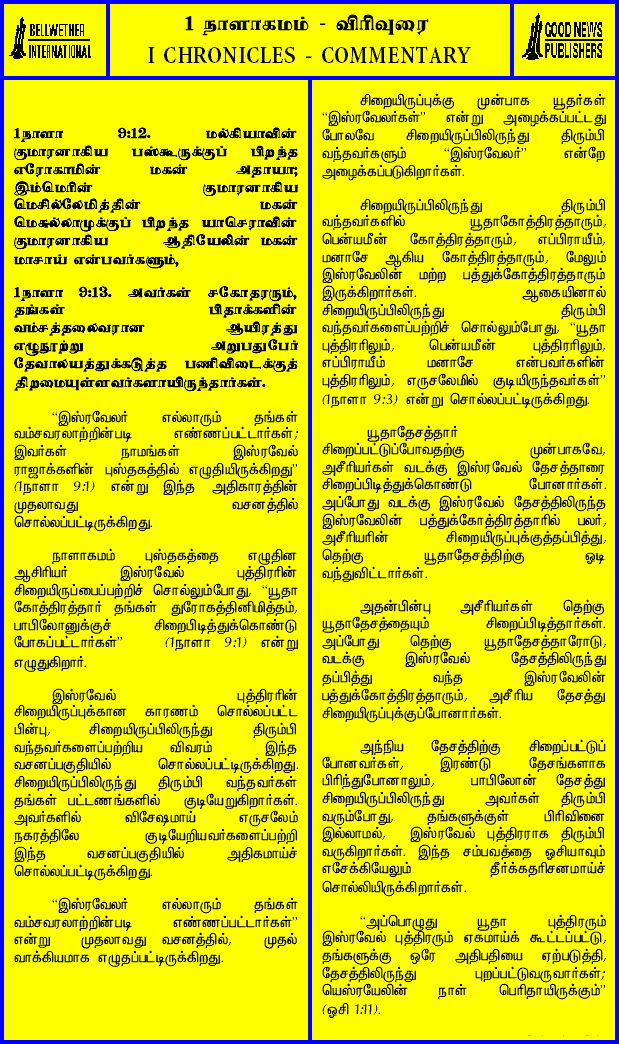 BELLWETHER
INTERNATIONAL
1 நாளாகமம் - விரிவுரை
I CHRONICLES - COMMENTARY
GOOD NEWS
PUBLISHERS
1நாளா 9:12. மல்கியாவின்
குமாரனாகிய பஸ்கூருக்குப் பிறந்த
எரோகாமின் மகன் அதாயா;
இம்மெரின் குமாரனாகிய
மெசில்லேமித்தின் மகன்
மெசுல்லாமுக்குப் பிறந்த யாசெராவின்
குமாரனாகிய ஆதியேலின் மகன்
மாசாய் என்பவர்களும்,
1நாளா 9:13. அவர்கள் சகோதரரும்,
தங்கள் பிதாக்களின்
வம்சத்தலைவரான ஆயிரத்து
எழுநூற்று அறுபதுபேர்
தேவாலயத்துக்கடுத்த பணிவிடைக்குத்
திறமையுள்ளவர்களாயிருந்தார்கள்.
“இஸ்ரவேலர் எல்லாரும் தங்கள்
வம்சவரலாற்றின்படி எண்ணப்பட்டார்கள்;
இவர்கள் நாமங்கள் இஸ்ரவேல்
ராஜாக்களின் புஸ்தகத்தில் எழுதியிருக்கிறது”
(1நாளா 9:1) என்று இந்த அதிகாரத்தின்
முதலாவது வசனத்தில்
சொல்லப்பட்டிருக்கிறது.
நாளாகமம் புஸ்தகத்தை எழுதின
ஆசிரியர் இஸ்ரவேல் புத்திரரின்
சிறையிருப்பைப்பற்றிச் சொல்லும்போது, “யூதா
கோத்திரத்தார் தங்கள் துரோகத்தினிமித்தம்,
பாபிலோனுக்குச் சிறைபிடித்துக்கொண்டு
போகப்பட்டார்கள்” (1நாளா 9:1) என்று
எழுதுகிறார்.
இஸ்ரவேல் புத்திரரின்
சிறையிருப்புக்கான காரணம் சொல்லப்பட்ட
பின்பு, சிறையிருப்பிலிருந்து திரும்பி
வந்தவர்களைப்பற்றிய விவரம் இந்த
வசனப்பகுதியில் சொல்லப்பட்டிருக்கிறது.
சிறையிருப்பிலிருந்து திரும்பி வந்தவர்கள்
தங்கள் பட்டணங்களில் குடியேறுகிறார்கள்.
அவர்களில் விசேஷமாய் எருசலேம்
நகரத்திலே குடியேறியவர்களைப்பற்றி
இந்த வசனப்பகுதியில் அதிகமாய்ச்
சொல்லப்பட்டிருக்கிறது.
“இஸ்ரவேலர் எல்லாரும் தங்கள்
வம்சவரலாற்றின்படி எண்ணப்பட்டார்கள்”
என்று முதலாவது வசனத்தில், முதல்
வாக்கியமாக எழுதப்பட்டிருக்கிறது.
சிறையிருப்புக்கு முன்பாக யூதர்கள்
“இஸ்ரவேலர்கள்” என்று அழைக்கப்பட்டது
போலவே சிறையிருப்பிலிருந்து திரும்பி
வந்தவர்களும் “இஸ்ரவேலர்” என்றே
அழைக்கப்படுகிறார்கள்.
சிறையிருப்பிலிருந்து திரும்பி
வந்தவர்களில் யூதாகோத்திரத்தாரும்,
பென்யமீன் கோத்திரத்தாரும், எப்பிராயீம்,
மனாசே ஆகிய கோத்திரத்தாரும், மேலும்
இஸ்ரவேலின் மற்ற பத்துக்கோத்திரத்தாரும்
இருக்கிறார்கள். ஆகையினால்
சிறையிருப்பிலிருந்து திரும்பி
வந்தவர்களைப்பற்றிச் சொல்லும்போது, “யூதா
புத்திரரிலும், பென்யமீன் புத்திரரிலும்,
எப்பிராயீம் மனாசே என்பவர்களின்
புத்திரரிலும், எருசலேமில் குடியிருந்தவர்கள்”
(1நாளா 9:3) என்று சொல்லப்பட்டிருக்கிறது.
யூதாதேசத்தார்
சிறைப்பட்டுப்போவதற்கு முன்பாகவே,
அசீரியர்கள் வடக்கு இஸ்ரவேல் தேசத்தாரை
சிறைப்பிடித்துக்கொண்டு போனார்கள்.
அப்போது வடக்கு இஸ்ரவேல் தேசத்திலிருந்த
இஸ்ரவேலின் பத்துக்கோத்திரத்தாரில் பலர்,
அசீரியரின் சிறையிருப்புக்குத்தப்பித்து,
தெற்கு யூதாதேசத்திற்கு ஓடி
வந்துவிட்டார்கள்.
அதன்பின்பு அசீரியர்கள் தெற்கு
யூதாதேசத்தையும் சிறைப்பிடித்தார்கள்.
அப்போது தெற்கு யூதாதேசத்தாரோடு,
வடக்கு இஸ்ரவேல் தேசத்திலிருந்து
தப்பித்து வந்த இஸ்ரவேலின்
பத்துக்கோத்திரத்தாரும், அசீரிய தேசத்து
சிறையிருப்புக்குப்போனார்கள்.
அந்நிய தேசத்திற்கு சிறைப்பட்டுப்
போனவர்கள், இரண்டு தேசங்களாக
பிரிந்துபோனாலும், பாபிலோன் தேசத்து
சிறையிருப்பிலிருந்து அவர்கள் திரும்பி
வரும்போது, தங்களுக்குள் பிரிவினை
இல்லாமல், இஸ்ரவேல் புத்திரராக திரும்பி
வருகிறார்கள். இந்த சம்பவத்தை ஓசியாவும்
எசேக்கியேலும் தீர்க்கதரிசனமாய்ச்
சொல்லியிருக்கிறார்கள்.
“அப்பொழுது யூதா புத்திரரும்
இஸ்ரவேல் புத்திரரும் ஏகமாய்க் கூட்டப்பட்டு,
தங்களுக்கு ஒரே அதிபதியை ஏற்படுத்தி,
தேசத்திலிருந்து புறப்பட்டுவருவார்கள்;
யெஸ்ரயேலின் நாள் பெரிதாயிருக்கும்”
(ஓசி 1:11).